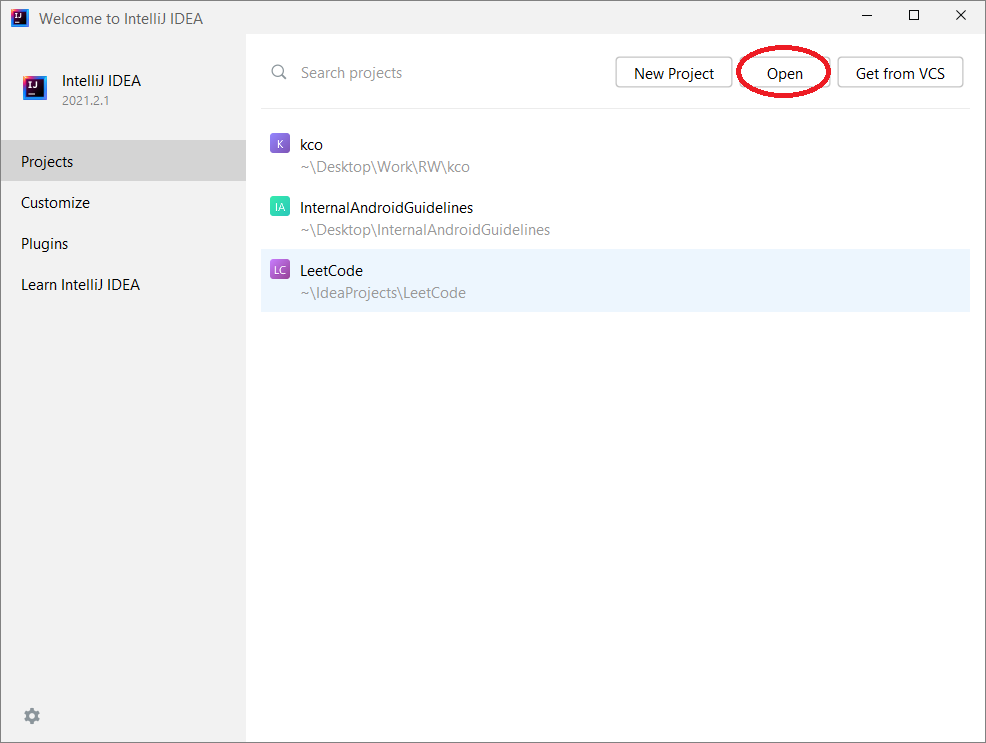 Welcome to IntelliJ IDEA
IntelliJ IDEA
2021.2.1
Projects
Customize
Plugins
Learn IntelliJ IDEA
Search projects
New Project
Open
Get from VCS
K
kco
~\Desktop\Work\RW\kco
IA
InternalAndroidGuidelines
~\Desktop\InternalAndroidGuidelines
LC
LeetCode
~\IdeaProjects\LeetCode